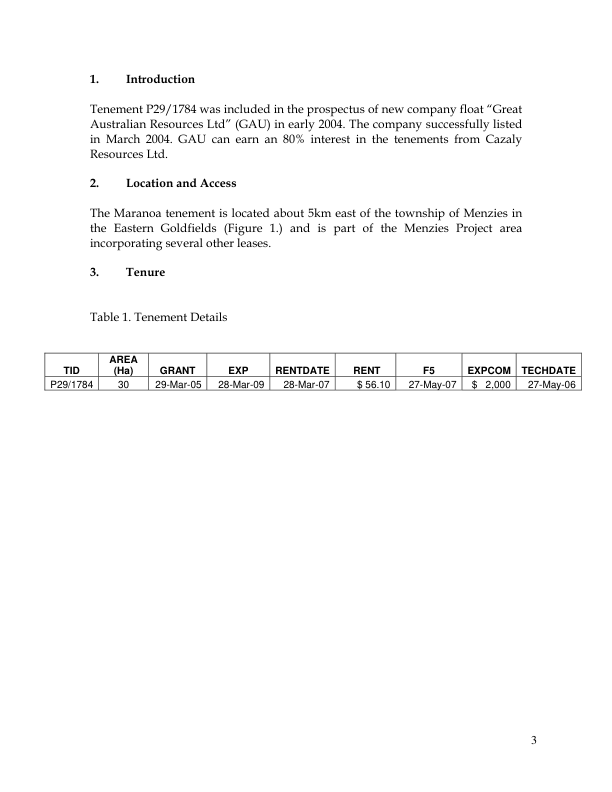 1. Introduction
Tenement P29/1784 was included in the prospectus of new company float “Great
Australian Resources Ltd” (GAU) in early 2004. The company successfully listed
in March 2004. GAU can earn an 80% interest in the tenements from Cazaly
Resources Ltd.
2. Location and Access
The Maranoa tenement is located about 5km east of the township of Menzies in
the Eastern Goldfields (Figure 1.) and is part of the Menzies Project area
incorporating several other leases.
3. Tenure
Table 1. Tenement Details
TID AREA (Ha) GRANT EXP RENTDATE RENT F5 EXPCOM TECHDATE
P29/1784 30 29-Mar-05 28-Mar-09 28-Mar-07 $ 56.10 27-May-07 $ 2,000 27-May-06
3